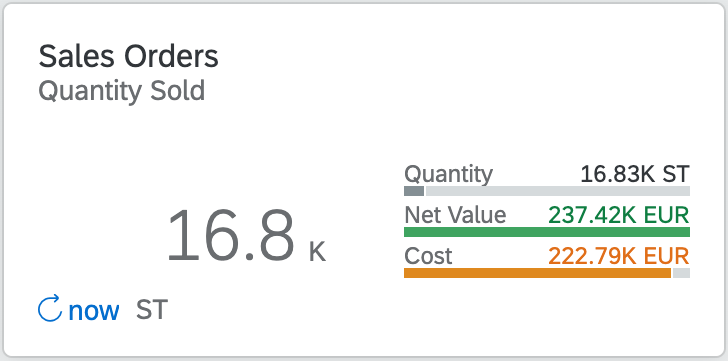 Sales Orders
Quantity Sold
16.8 K
now ST
Quantity 16.83K ST
Net Value 237.42K EUR
Cost 222.79K EUR